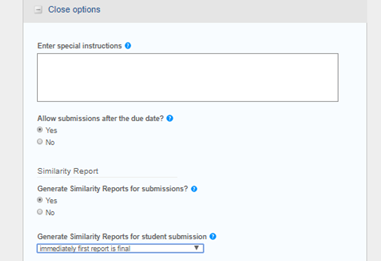 Close options
Enter special instructions ?
Allow submissions after the due date? ?
Yes
No
Similarity Report
Generate Similarity Reports for submissions? ?
Yes
No
Generate Similarity Reports for student submission ?
immediately first report is final